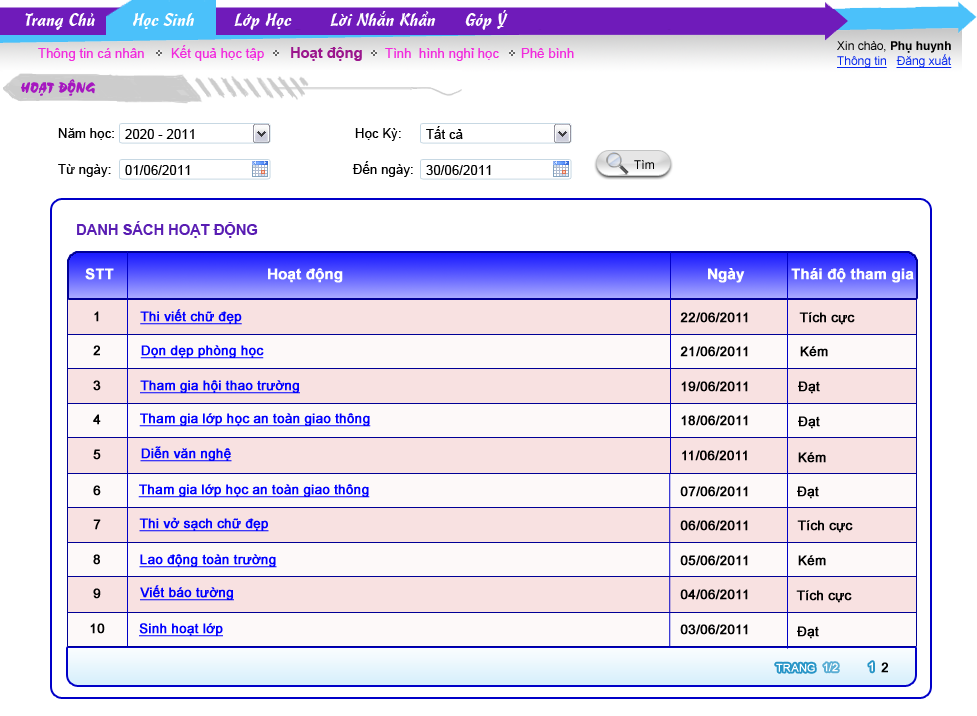 Trang Chủ Học Sinh Lớp Học Lời Nhắn Khẩn Góp Ý
Xin chào, Phụ huynh
Thông tin Đăng xuất
Thông tin cá nhân Kết quả học tập Hoạt động Tình hình nghỉ học Phê bình
HOẠT ĐỘNG
Năm học: 2020 - 2011 Học Kỳ: Tất cả
Từ ngày: 01/06/2011 Đến ngày: 30/06/2011 Tìm
DANH SÁCH HOẠT ĐỘNG
STT Hoạt động Ngày Thái độ tham gia
1 Thi viết chữ đẹp 22/06/2011 Tích cực
2 Dọn dẹp phòng học 21/06/2011 Kém
3 Tham gia hội thao trường 19/06/2011 Đạt
4 Tham gia lớp học an toàn giao thông 18/06/2011 Đạt
5 Diễn văn nghệ 11/06/2011 Kém
6 Tham gia lớp học an toàn giao thông 07/06/2011 Đạt
7 Thi vở sạch chữ đẹp 06/06/2011 Tích cực
8 Lao động toàn trường 05/06/2011 Kém
9 Viết báo tường 04/06/2011 Tích cực
10 Sinh hoạt lớp 03/06/2011 Đạt
TRANG 1/2 1 2